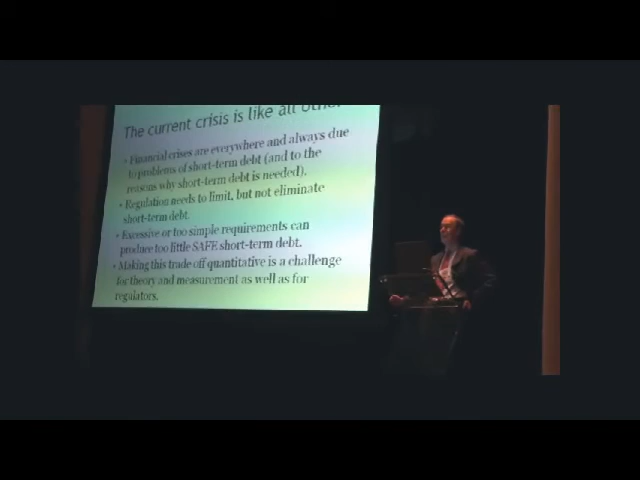 The current crisis is like all other
• Financial crises are everywhere and always due
to problems of short-term debt (and to the
reasons why short-term debt is needed).
• Regulation needs to limit, but not eliminate
short-term debt.
• Excessive or too simple requirements can
produce too little SAFE short-term debt.
• Making this trade off quantitative is a challenge
for theory and measurement as well as for
regulators.